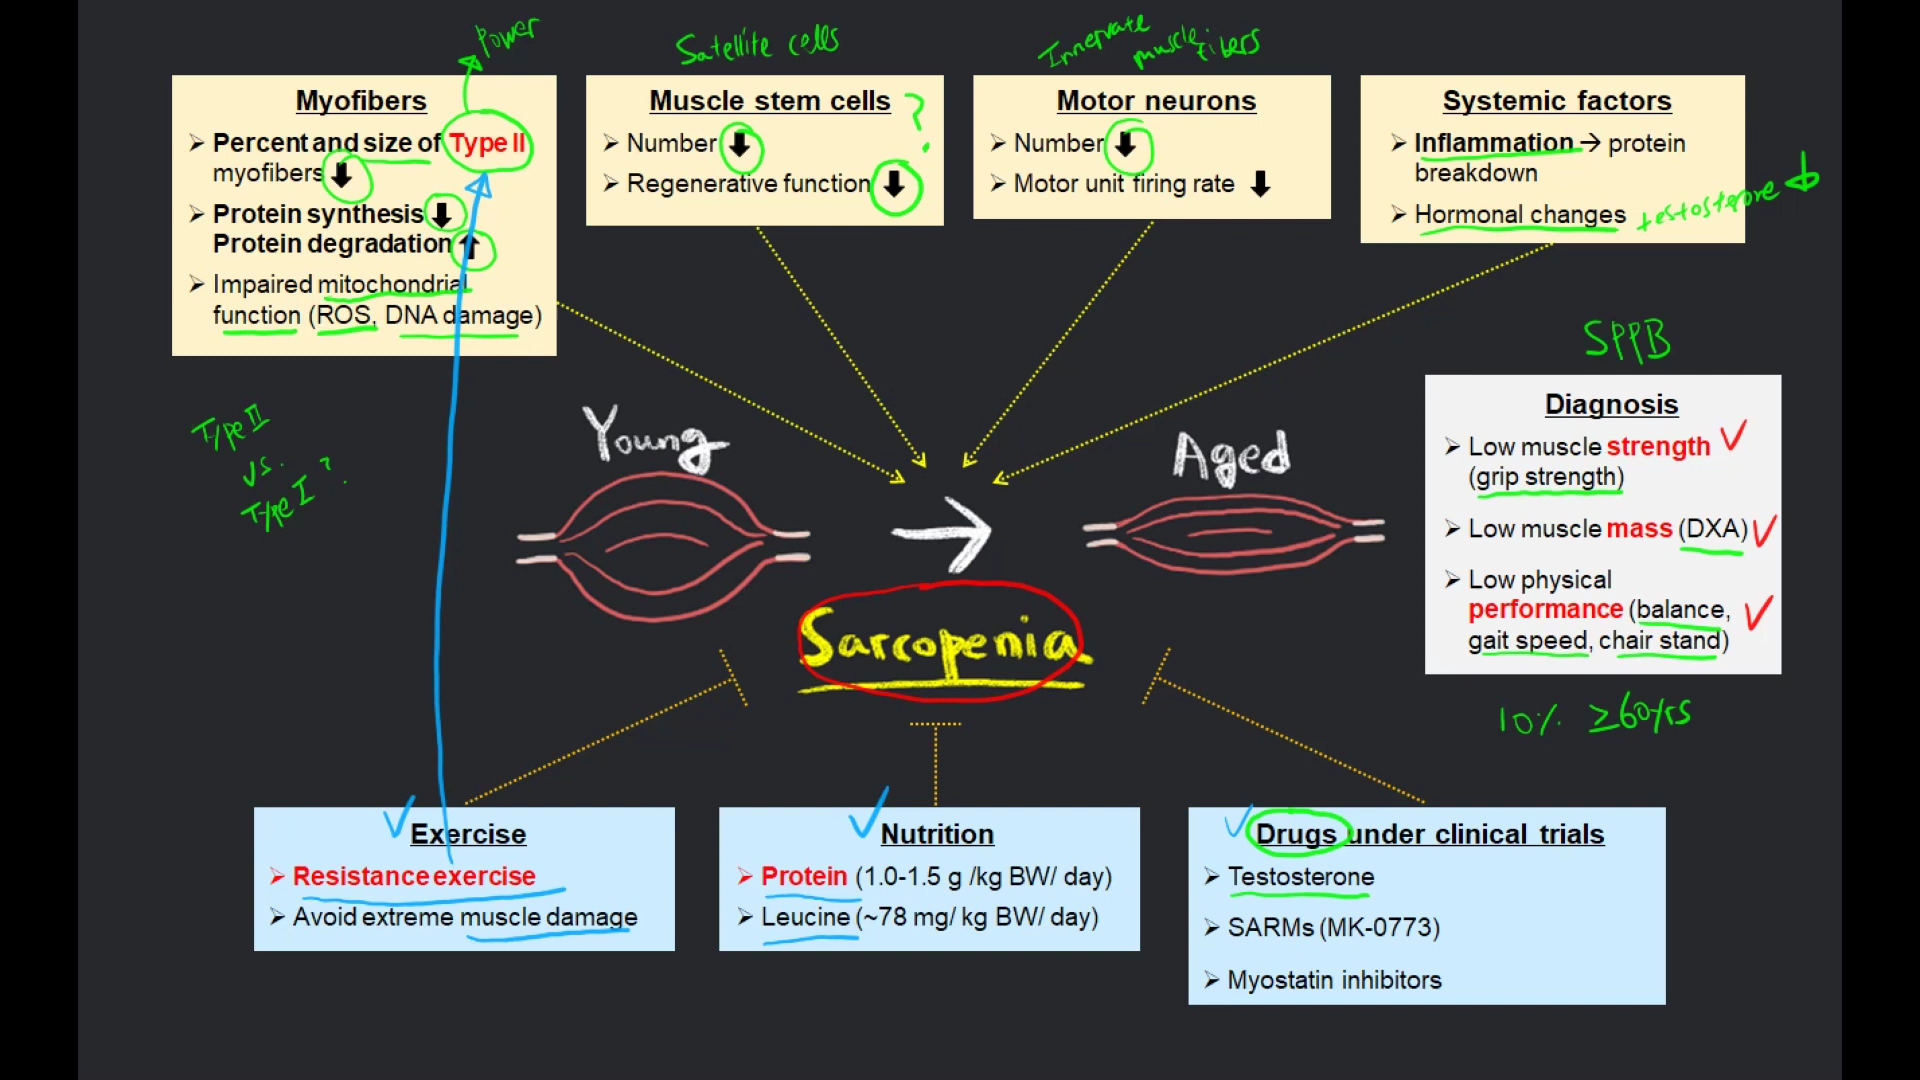 Power
Satellite cells
Innervate
muscle fibers
Myofibers
Percent and size of Type II
myofibers
Protein synthesis
Protein degradation
Impaired mitochondrial
function (ROS, DNA damage)
Muscle stem cells ?
Number
Regenerative function
Motor neurons
Number
Motor unit firing rate
Systemic factors
Inflammation → protein
breakdown
Hormonal changes testosterone
Type II
vs.
Type I ?
Young
Aged
Sarcopenia
SPPB
Diagnosis
Low muscle strength
(grip strength)
Low muscle mass (DXA)
Low physical
performance (balance,
gait speed, chair stand)
10% ≥60yrs
Exercise
Resistance exercise
Avoid extreme muscle damage
Nutrition
Protein (1.0-1.5 g /kg BW/ day)
Leucine (~78 mg/ kg BW/ day)
Drugs under clinical trials
Testosterone
SARMs (MK-0773)
Myostatin inhibitors